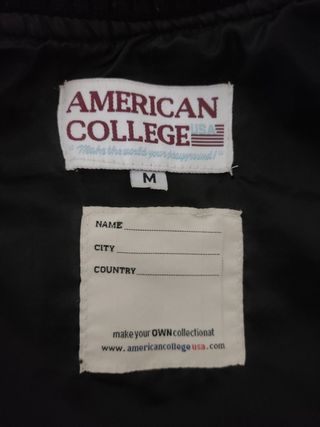 AMERICAN
COLLEGE USA
"Make the world your playground!"
M
NAME
CITY
COUNTRY
make your OWN collection at
www.americancollegeusa.com